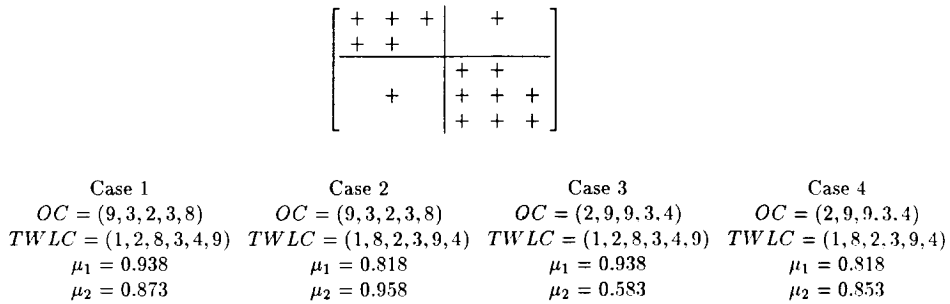 + + + +
+ +
+ +
+ + + +
+ + +
Case 1 Case 2 Case 3 Case 4
OC = (9,3,2,3,8) OC = (9,3,2,3,8) OC = (2,9,9.3,4) OC = (2,9,9.3.4)
TWLC = (1,2,8,3,4,9) TWLC = (1,8,2,3,9,4) TWLC = (1,2,8,3,4,9) TWLC = (1,8,2,3,9,4)
μ₁ = 0.938 μ₁ = 0.818 μ₁ = 0.938 μ₁ = 0.818
μ₂ = 0.873 μ₂ = 0.958 μ₂ = 0.583 μ₂ = 0.853